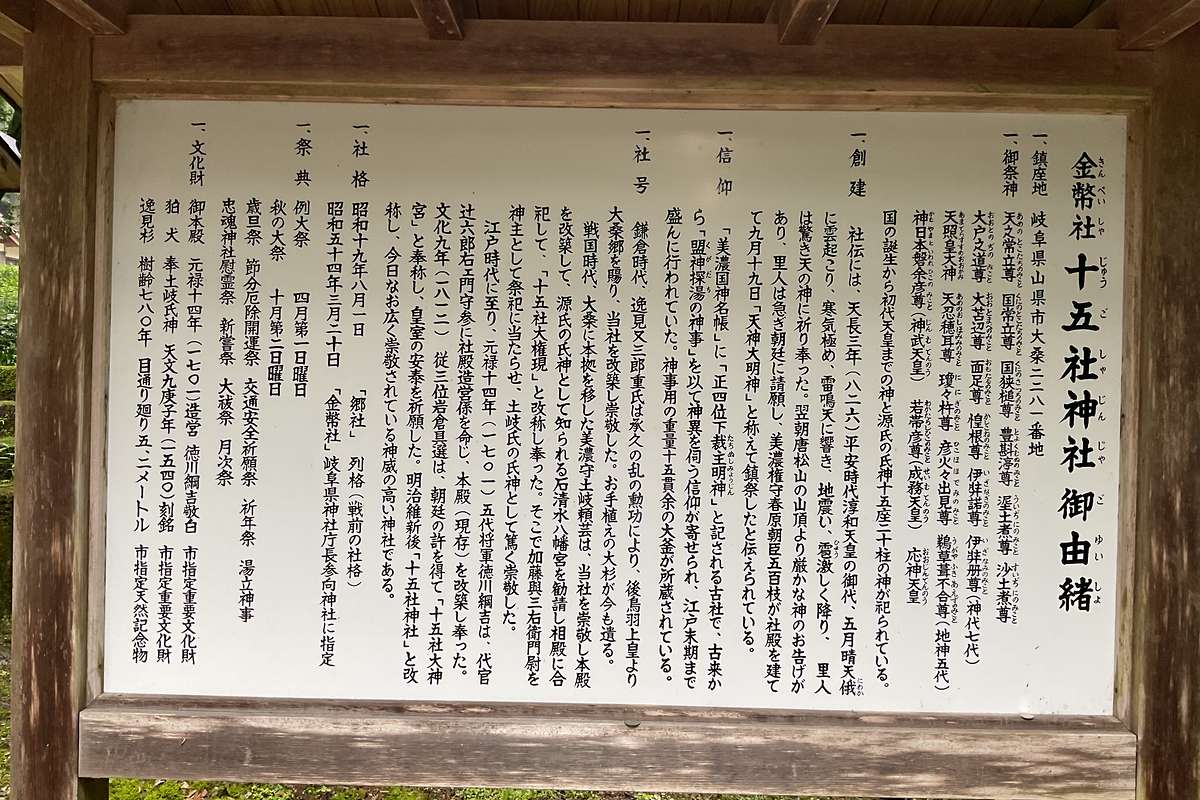 金幣社十五社神社御由緒
一、鎮座地　岐阜県山県市大桑二二八一番地
一、御祭神　天之常立尊　国常立尊　国狭槌尊　豊斟渟尊　埿土煮尊　沙土煮尊
大戸之道尊　大苫辺尊　面足尊　惶根尊　伊弉諾尊　伊弉册尊（神代七代）
天照皇大神　天忍穂耳尊　瓊々杵尊　彦火々出見尊　鵜草葺不合尊（地神五代）
神日本磐余彦尊（神武天皇）　若帯彦尊（成務天皇）　応神天皇
国の誕生から初代天皇までの神と源氏の氏神十五座二十柱の神が祀られている。
一、創建　社伝には、天長三年（八二六）平安時代淳和天皇の御代、五月晴天俄
に雲起こり、寒気極め、雷鳴天に響き、地震い、雹激しく降り、里人
は驚き天の神に祈り奉った。翌朝唐松山の山頂より厳かな神のお告げが
あり、里人は急ぎ朝廷に請願し、美濃権守春原朝臣五百枝が社殿を建
て九月十九日「天神大明神」と称えて鎮祭したと伝えられている。
一、信仰　「美濃国神名帳」に「正四位下裁主明神」と記される古社で、古来か
ら「盟神探湯の神事」を以て神異を伺う信仰が寄せられ、江戸末期まで
盛んに行われていた。神事用の重量十五貫余の大釜が所蔵されている。
一、社号　鎌倉時代、逸見又三郎重氏は承久の乱の勲功により、後鳥羽上皇より
大桑郷を賜り、当社を改築し崇敬した。お手植えの大杉が今も遺る。
戦国時代、大桑に本拠を移した美濃守土岐頼芸は、当社を崇敬し本殿
を改築して、源氏の氏神として知られる石清水八幡宮を勧請し相殿に合
祀して、「十五社大権現」と改称し奉った。そこで加藤與三右衛門尉を
神主として祭祀に当たらせ、土岐氏の氏神として篤く崇敬した。
江戸時代に至り、元禄十四年（一七〇一）五代将軍徳川綱吉は、代官
辻六郎右エ門守参に社殿造営係を命じ、本殿（現存）を改築し奉った。
文化九年（一八一二）　従三位岩倉具選は、朝廷の許を得て「十五社大神
宮」と奉称し、皇室の安泰を祈願した。明治維新後、「十五社神社」と改
称し、今日なお広く崇敬されている神威の高い神社である。
一、社格　昭和十九年八月一日　「郷社」　列格（戦前の社格）
昭和五十四年三月二十日　「金幣社」岐阜県神社庁長参向神社に指定
一、祭典　例大祭　四月第一日曜日
秋の大祭　十月第二日曜日
歳旦祭　節分厄除開運祭　交通安全祈願祭　祈年祭　湯立神事
忠魂神社慰霊祭　新嘗祭　大祓祭　月次祭
一、文化財　御本殿　元禄十四年（一七〇一）造営　徳川綱吉敬白　市指定重要文化財
狛犬　奉土岐氏神　天文九庚子年（一五四〇）刻銘　市指定重要文化財
逸見杉　樹齢七八〇年　目通り廻り五、二メートル　市指定天然記念物